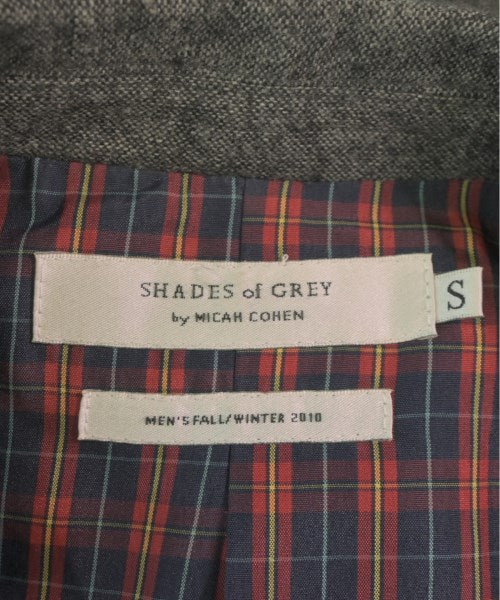 SHADES of GREY
by MICAH COHEN
S
MEN'S FALL/WINTER 2010